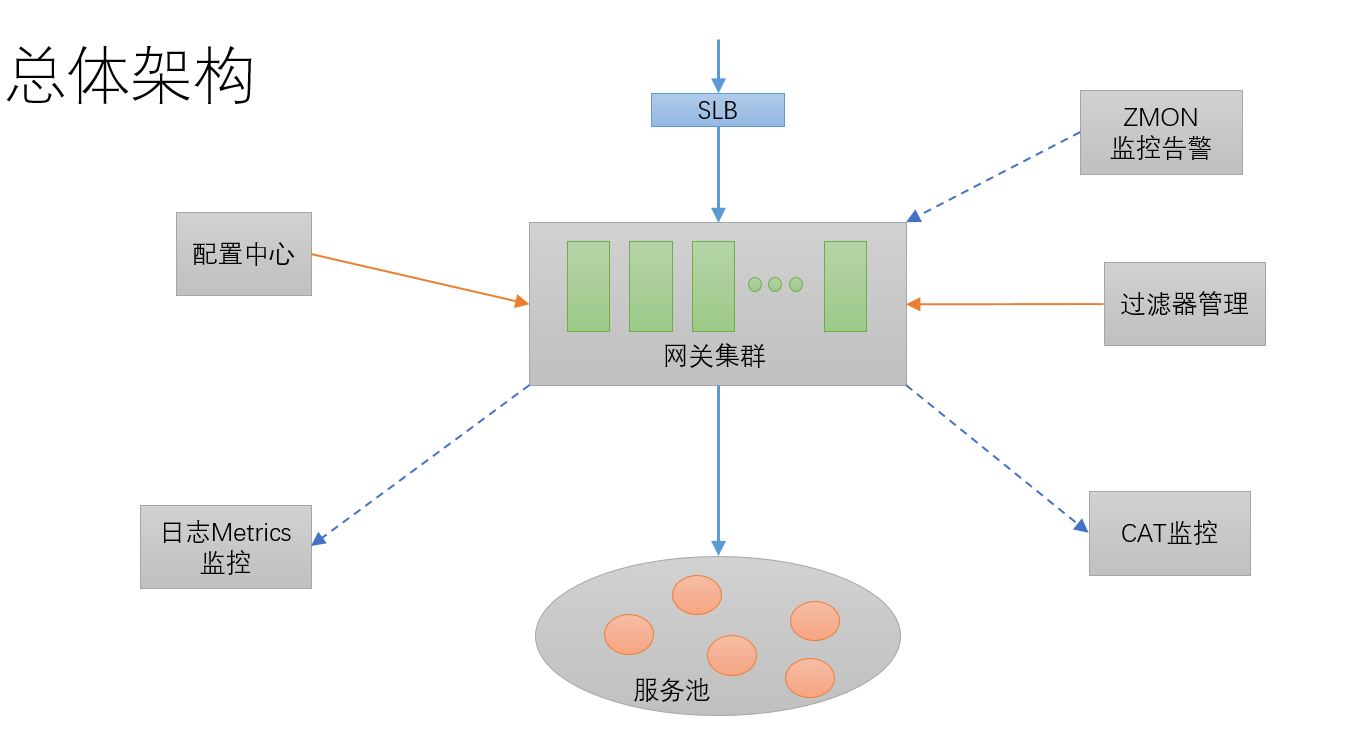 总体架构
SLB
ZMON
监控告警
配置中心
过滤器管理
网关集群
日志Metrics
监控
CAT监控
服务池